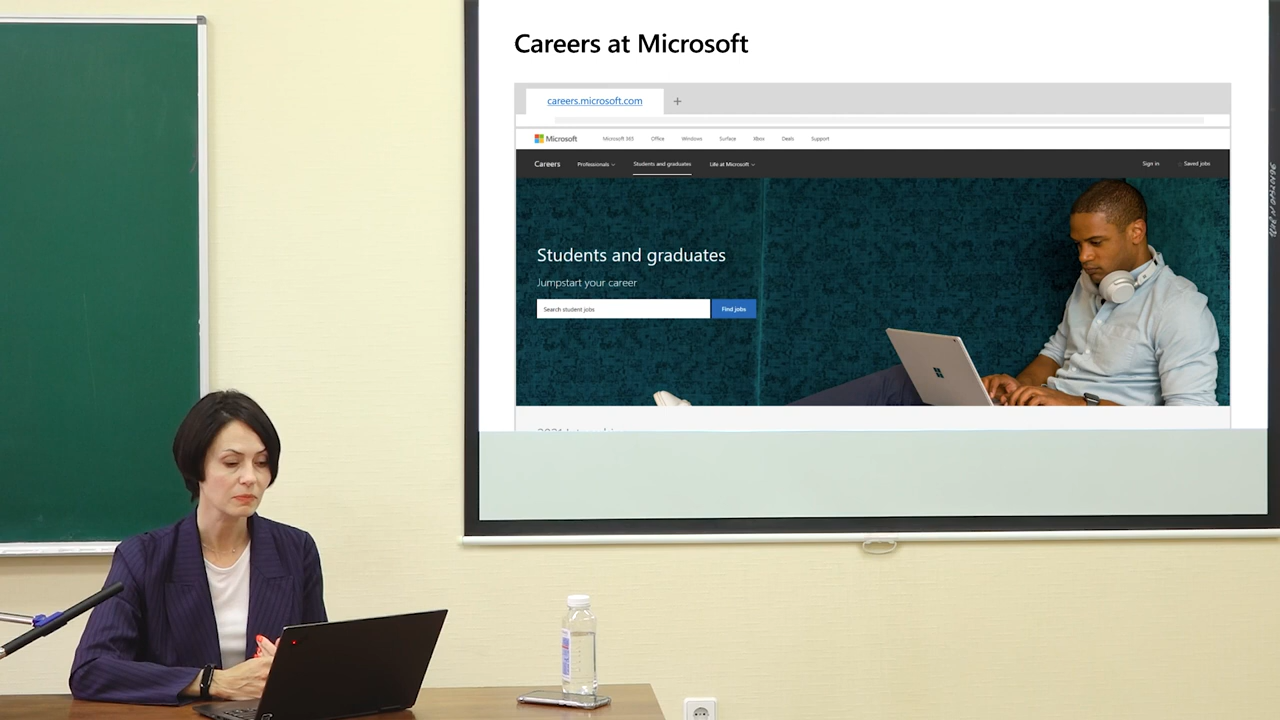 Careers at Microsoft
careers.microsoft.com +
Microsoft Microsoft 365 Office Windows Surface Xbox Deals Support
Careers Professionals Students and graduates Life at Microsoft Sign in Saved jobs
Students and graduates
Jumpstart your career
Search student jobs Find jobs